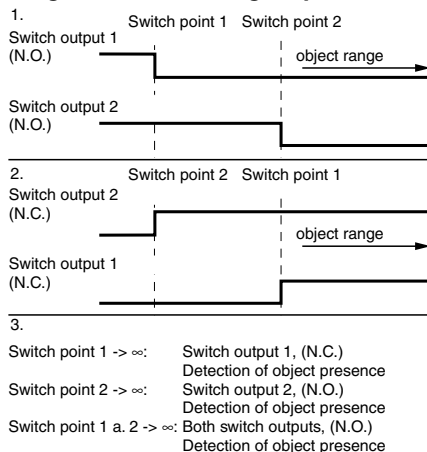 1.
Switch point 1 Switch point 2
Switch output 1
(N.O.)
object range
Switch output 2
(N.O.)
2.
Switch point 2 Switch point 1
Switch output 2
(N.C.)
object range
Switch output 1
(N.C.)
3.
Switch point 1 -> ∞: Switch output 1, (N.C.)
Detection of object presence
Switch point 2 -> ∞: Switch output 2, (N.O.)
Detection of object presence
Switch point 1 a. 2 -> ∞: Both switch outputs, (N.O.)
Detection of object presence